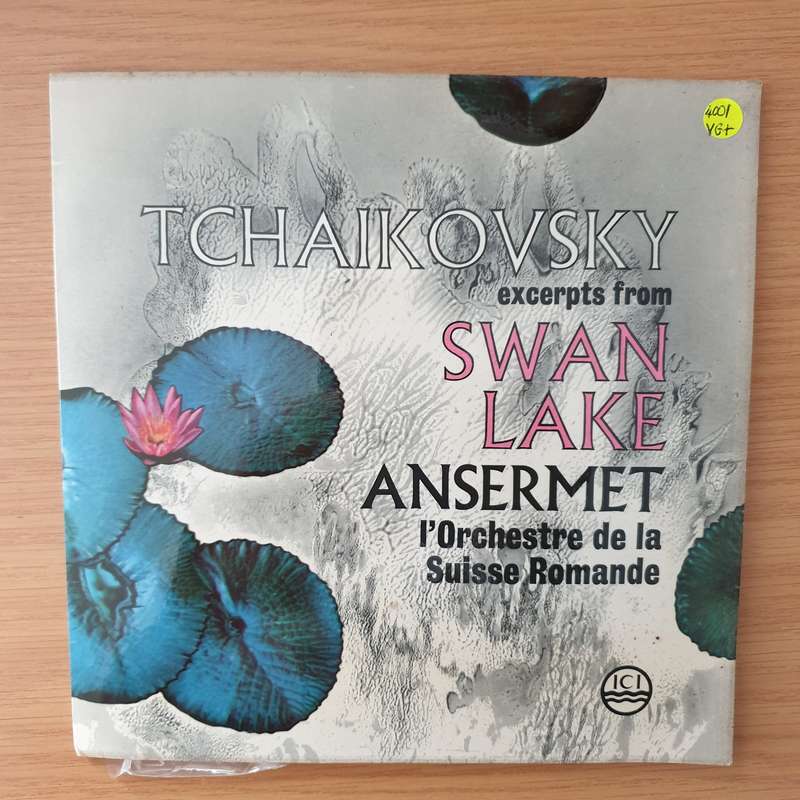 4001
VG+
TCHAIKOVSKY
excerpts from
SWAN
LAKE
ANSERMET
l'Orchestre de la
Suisse Romande
ICI